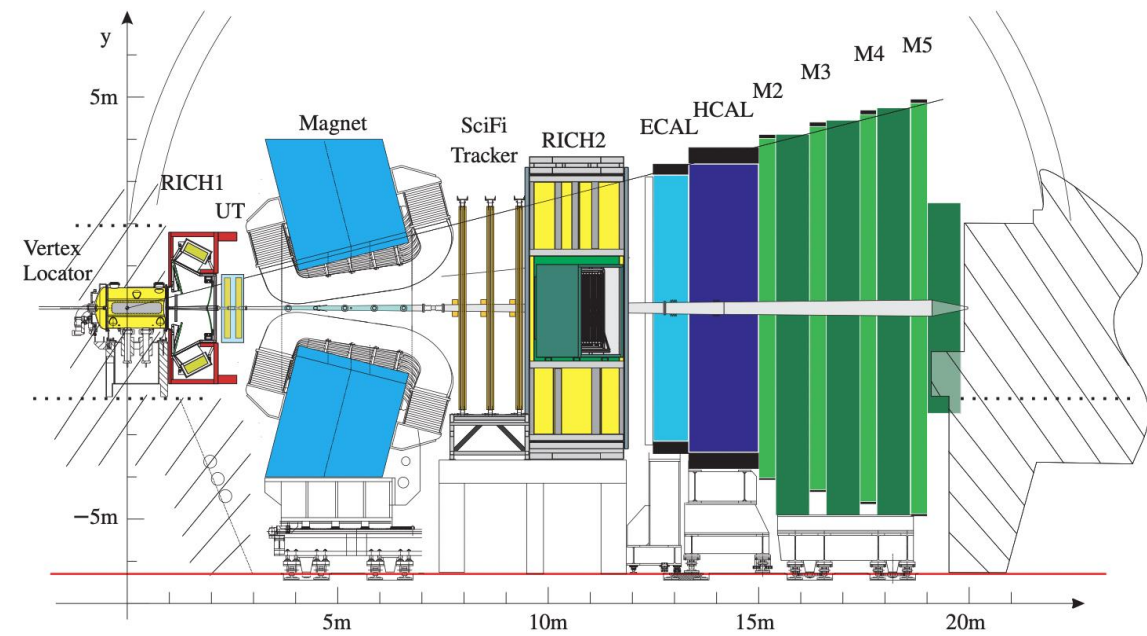 y
5m
Magnet
SciFi
Tracker
RICH2
ECAL
HCAL
M2
M3
M4
M5
RICH1
UT
Vertex
Locator
−5m
5m
10m
15m
20m